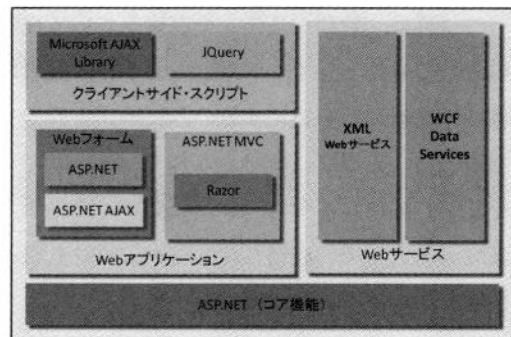 Microsoft AJAX
Library
JQuery
クライアントサイド・スクリプト
Webフォーム
ASP.NET
ASP.NET AJAX
ASP.NET MVC
Razor
Webアプリケーション
XML
Webサービス
WCF
Data
Services
Webサービス
ASP.NET（コア機能）